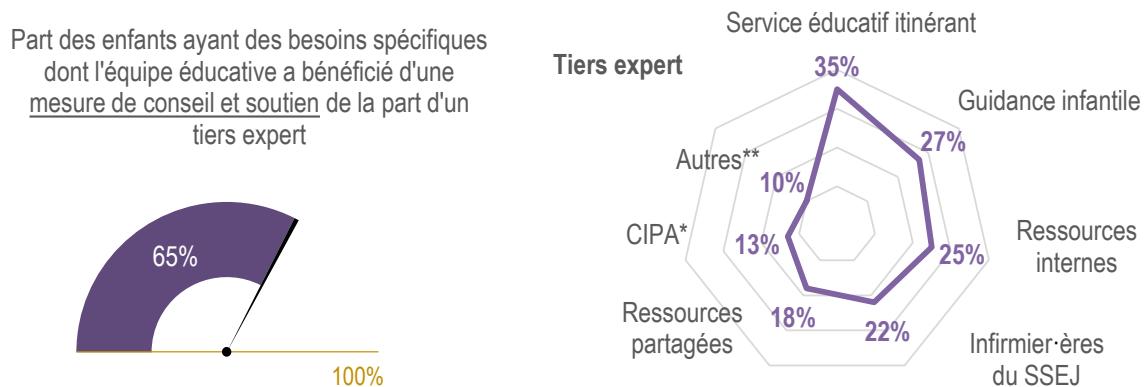 Part des enfants ayant des besoins spécifiques
dont l'équipe éducative a bénéficié d'une
mesure de conseil et soutien de la part d'un
tiers expert
65%
100%
Tiers expert
Service éducatif itinérant
35%
Guidance infantile
27%
Ressources
internes
25%
Infirmier·ères
du SSEJ
22%
Ressources
partagées
18%
CIPA*
13%
Autres**
10%